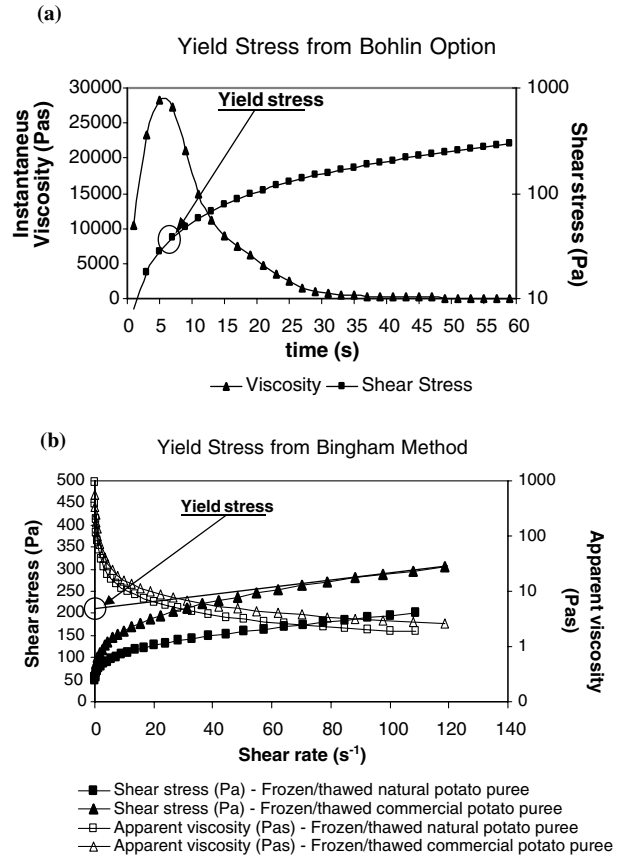 (a)
Yield Stress from Bohlin Option
30000
25000
20000
15000
10000
5000
0
Instantaneus
Viscosity (Pas)
Yield stress
1000
100
10
Shear stress
(Pa)
0 5 10 15 20 25 30 35 40 45 50 55 60
time (s)
Viscosity Shear Stress
(b)
Yield Stress from Bingham Method
500
450
400
350
300
250
200
150
100
50
0
Shear stress (Pa)
Yield stress
1000
100
10
1
0
Apparent viscosity
(Pas)
0 20 40 60 80 100 120 140
Shear rate (s⁻¹)
Shear stress (Pa) - Frozen/thawed natural potato puree
Shear stress (Pa) - Frozen/thawed commercial potato puree
Apparent viscosity (Pas) - Frozen/thawed natural potato puree
Apparent viscosity (Pas) - Frozen/thawed commercial potato puree